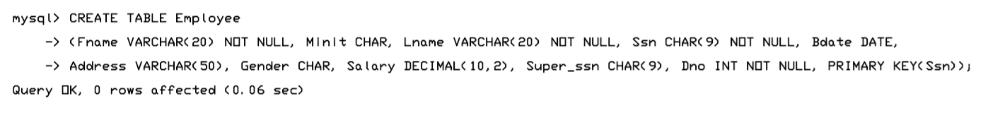 mysql> CREATE TABLE Employee
-> (Fname VARCHAR(20) NOT NULL, Minit CHAR, Lname VARCHAR(20) NOT NULL, Ssn CHAR(9) NOT NULL, Bdate DATE,
-> Address VARCHAR(50), Gender CHAR, Salary DECIMAL(10,2), Super_ssn CHAR(9), Dno INT NOT NULL, PRIMARY KEY(Ssn));
Query OK, 0 rows affected (0.06 sec)